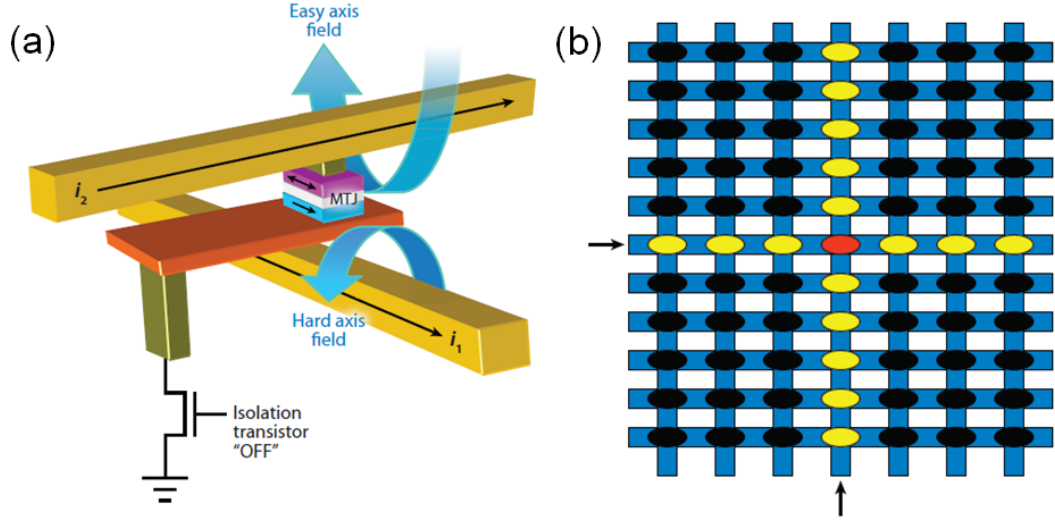 (a)
Easy axis
field
i2
MTJ
Hard axis
field
i1
Isolation
transistor
"OFF"
(b)